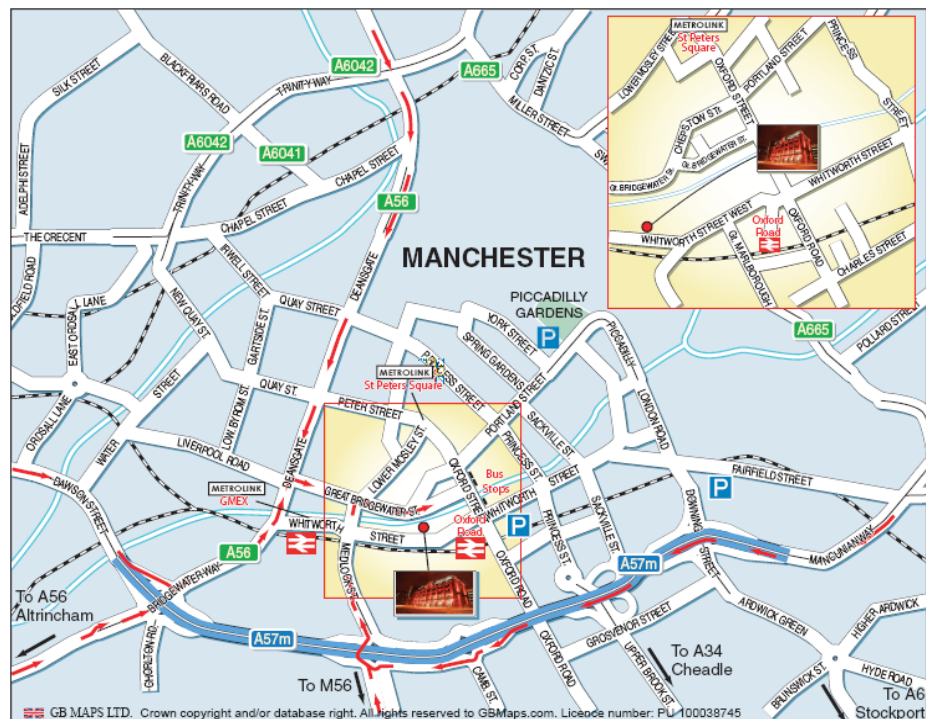 SILK STREET
BLACKFRIARS ROAD
A6042
TRINITY WAY
A665
CORP. ST.
DANTZIC ST.
MILLER STREET
SW
A6042
A6041
ADELPHI STREET
TRINITY WAY
CHAPEL STREET
CHAPEL STREET
A56
THE CRECENT
IRWELL STREET
DEANSGATE
MANCHESTER
LDFIELD ROAD
EAST ORDSALL LANE
NEW QUAY ST.
GARTSIDE ST.
QUAY STREET
PICCADILLY
GARDENS
P
YORK STREET
SPRING GARDENS
PICCADILLY
A665
POLLARD STREET
METROLINK
St Peters Square
PRINCESS STREET
ORDSALL LANE
WATER
STREET
LOW. BYROM ST.
QUAY ST.
PETER STREET
PORTLAND STREET
SACKVILLE ST.
LONDON ROAD
LIVERPOOL ROAD
DEANSGATE
LOWER MOSLEY ST.
OXFORD STREET
PRINCESS ST.
Bus
Stops
FAIRFIELD STREET
DAWSON STREET
METROLINK
GMEX
GREAT BRIDGEWATER ST.
WHITWORTH
STREET
WHITWORTH
STREET
Oxford
Road
P
P
A56
MEDLOCK ST.
OXFORD ROAD
PRINCESS ST.
SACKVILLE ST.
DOWNING
STREET
MANCUNIAN WAY
A57m
To A56
Altrincham
BRIDGEWATER WAY
CHORLTON RD.
A57m
GROSVENOR STREET
ARDWICK GREEN
HIGHER ARDWICK
HYDE ROAD
To M56
CAMB. ST.
OXFORD ROAD
UPPER BROOK ST.
To A34
Cheadle
BRUNSWICK ST.
To A6
Stockport
METROLINK
St Peters
Square
LOWER MOSLEY STREET
OXFORD STREET
PORTLAND STREET
PRINCESS
STREET
CHEPSTOW STr.
Gt. BRIDGEWATER ST.
Gt. BRIDGEWATER St.
WHITWORTH STREET
WHITWORTH STREET WEST
Oxford
Road
OXFORD ROAD
Gt. MARLBOROUGH
CHARLES STREET
GB MAPS LTD. Crown copyright and/or database right. All rights reserved to GBMaps.com. Licence number: PU 100038745